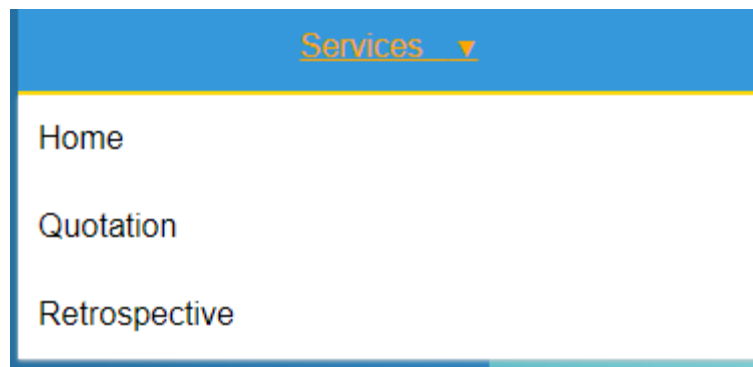 Services ▼
Home
Quotation
Retrospective